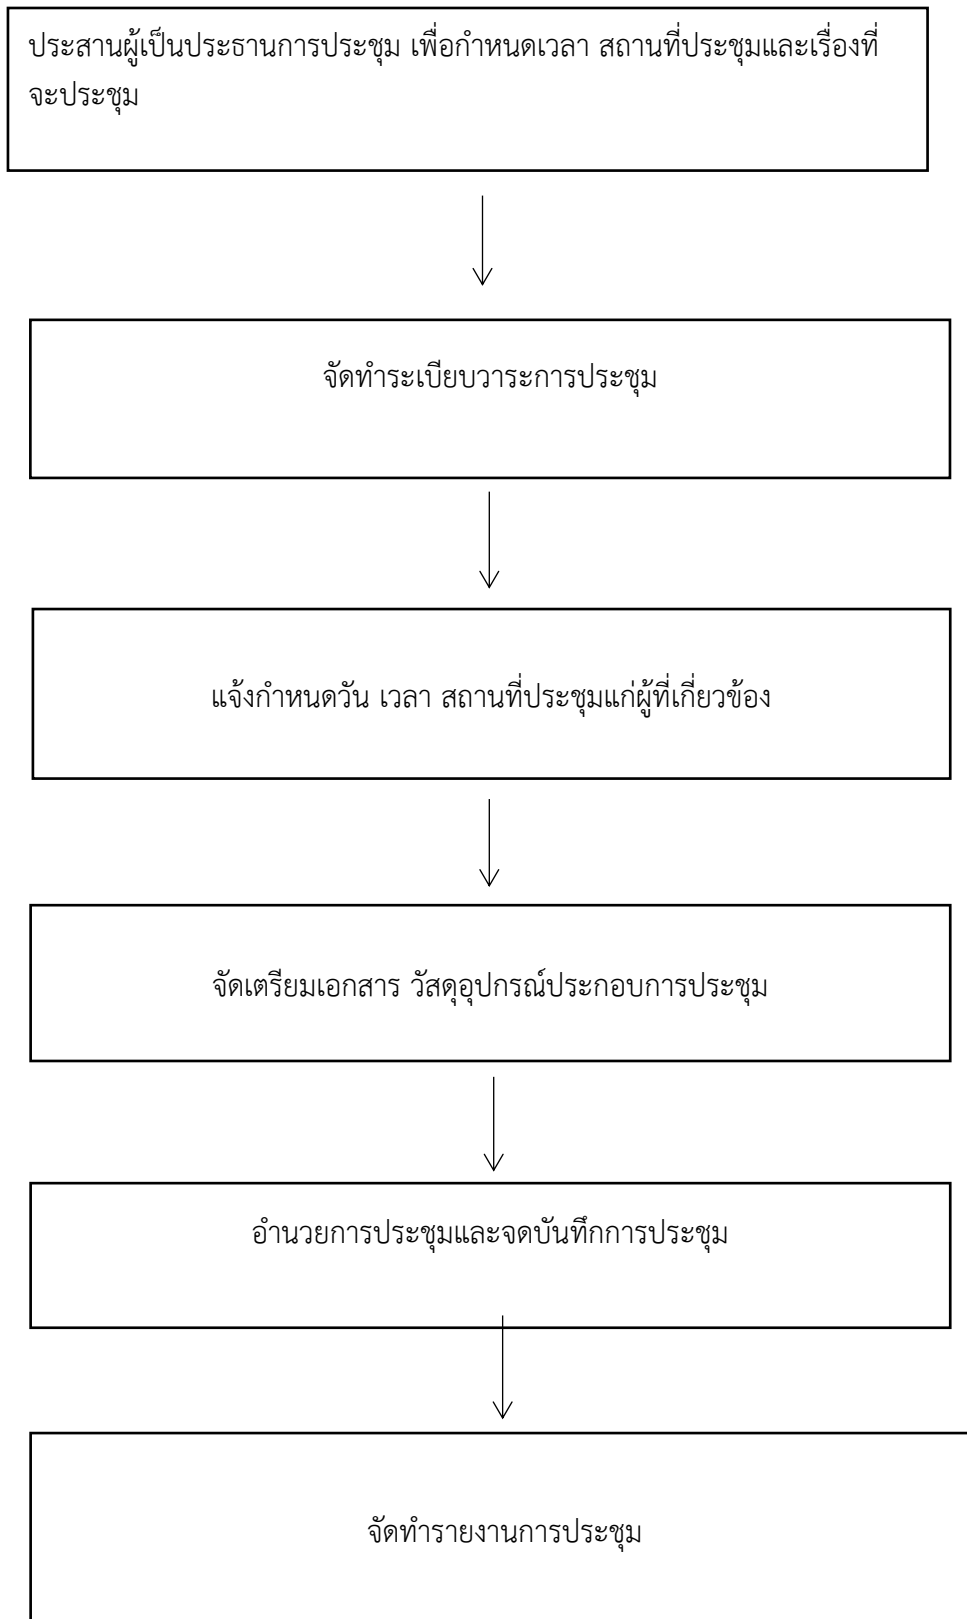 ประสานผู้เป็นประธานการประชุม เพื่อกำหนดเวลา สถานที่ประชุมและเรื่องที่
จะประชุม
จัดทำระเบียบวาระการประชุม
แจ้งกำหนดวัน เวลา สถานที่ประชุมแก่ผู้ที่เกี่ยวข้อง
จัดเตรียมเอกสาร วัสดุอุปกรณ์ประกอบการประชุม
อำนวยการประชุมและจดบันทึกการประชุม
จัดทำรายงานการประชุม